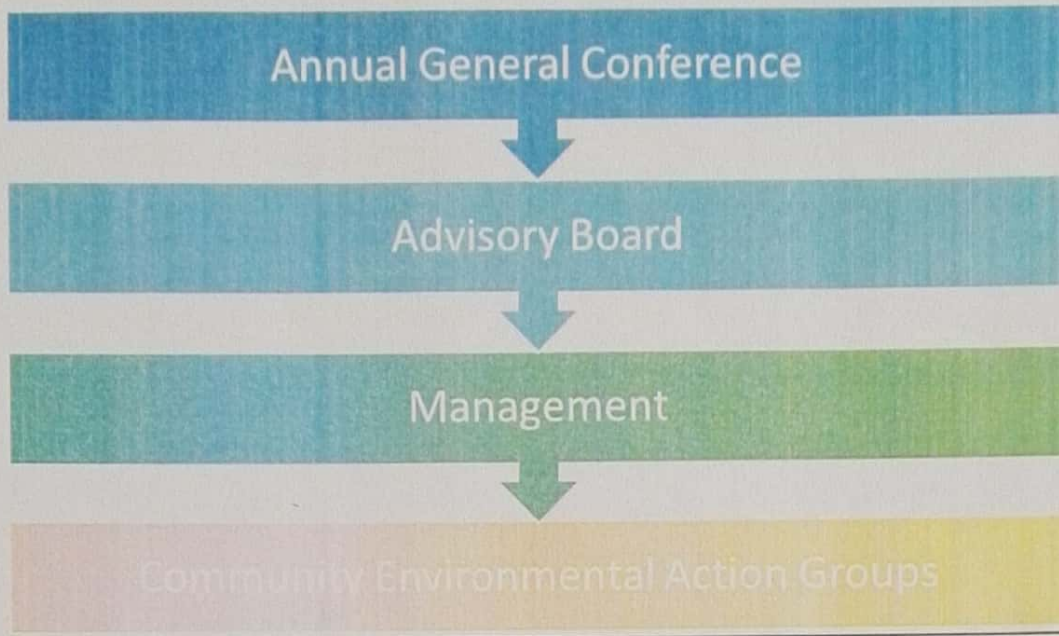 Annual General Conference
Advisory Board
Management
Community Environmental Action Groups